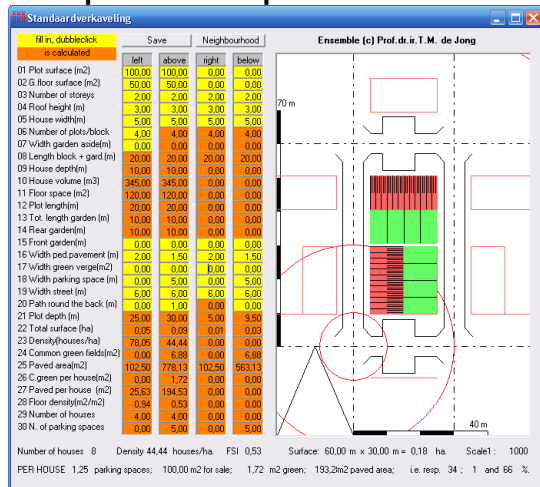 Standaardverkaveling
fill in, dubbleclick
Save
Neighbourhood
Ensemble (c) Prof.dr.ir.T.M. de Jong
is calculated
left above right below
01 Plot surface (m2) 100,00 100,00 0,00 0,00
02 G.floor surface (m2) 50,00 50,00 0,00 0,00
03 Number of storeys 2,00 2,00 2,00 2,00
04 Roof height (m) 3,00 3,00 3,00 3,00
05 House width(m) 5,00 5,00 5,00 5,00
06 Number of plots/block 4,00 4,00 4,00 4,00
07 Width garden aside(m) 0,00 0,00 0,00 0,00
08 Length block + gard.(m) 20,00 20,00 20,00 20,00
09 House depth(m) 10,00 10,00 0,00 0,00
10 House volume (m3) 345,00 345,00 0,00 0,00
11 Floor space (m2) 120,00 120,00 0,00 0,00
12 Plot length(m) 20,00 20,00 0,00 0,00
13 Tot. length garden (m) 10,00 10,00 0,00 0,00
14 Rear garden(m) 10,00 10,00 0,00 0,00
15 Front garden(m) 0,00 0,00 0,00 0,00
16 Width ped.pavement (m) 2,00 1,50 2,00 1,50
17 Width green verge(m2) 0,00 0,00 0,00 0,00
18 Width parking space (m) 0,00 5,00 0,00 5,00
19 Width street (m) 6,00 6,00 6,00 6,00
20 Path round the back (m) 0,00 1,00 0,00 0,00
21 Plot depth (m) 25,00 30,00 5,00 9,50
22 Total surface (ha) 0,05 0,09 0,01 0,03
23 Density(houses/ha) 78,05 44,44 0,00 0,00
24 Common green fields(m2) 0,00 6,88 0,00 6,88
25 Paved area(m2) 102,50 778,13 102,50 563,13
26 C.green per house(m2) 0,00 1,72 0,00 0,00
27 Paved per house (m2) 25,63 194,53 0,00 0,00
28 Floor density(m2/m2) 0,94 0,53 0,00 0,00
29 Number of houses 4,00 4,00 0,00 0,00
30 N. of parking spaces 0,00 5,00 0,00 5,00
70 m
40 m
Number of houses 8 Density 44,44 houses/ha. FSI 0,53 Surface: 60,00 m x 30,00 m = 0,18 ha. Scale1 : 1000
PER HOUSE 1,25 parking spaces; 100,00 m2 for sale; 1,72 m2 green; 193,2m2 paved area; i.e. resp. 34 ; 1 and 66 %.